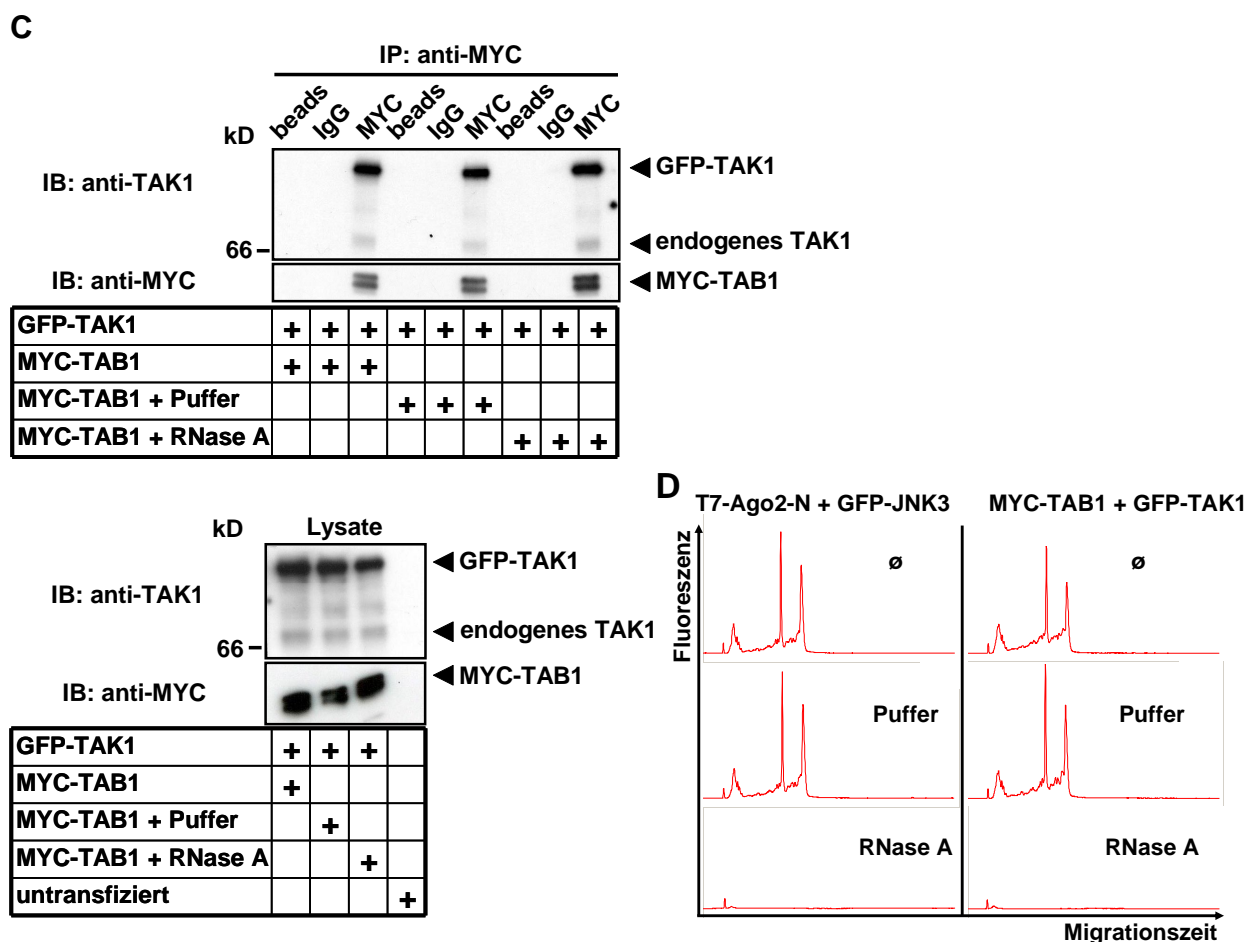 C
IP: anti-MYC
kD
beads IgG MYC beads IgG MYC beads IgG MYC
IB: anti-TAK1
GFP-TAK1
endogenes TAK1
66
IB: anti-MYC
MYC-TAB1
GFP-TAK1 + + + + + + + + +
MYC-TAB1 + + +
MYC-TAB1 + Puffer + + +
MYC-TAB1 + RNase A + + +
kD
Lysate
IB: anti-TAK1
GFP-TAK1
endogenes TAK1
66
IB: anti-MYC
MYC-TAB1
GFP-TAK1 + + +
MYC-TAB1 +
MYC-TAB1 + Puffer +
MYC-TAB1 + RNase A +
untransfiziert +
D
T7-Ago2-N + GFP-JNK3 MYC-TAB1 + GFP-TAK1
Fluoreszenz
ø ø
Puffer Puffer
RNase A RNase A
Migrationszeit